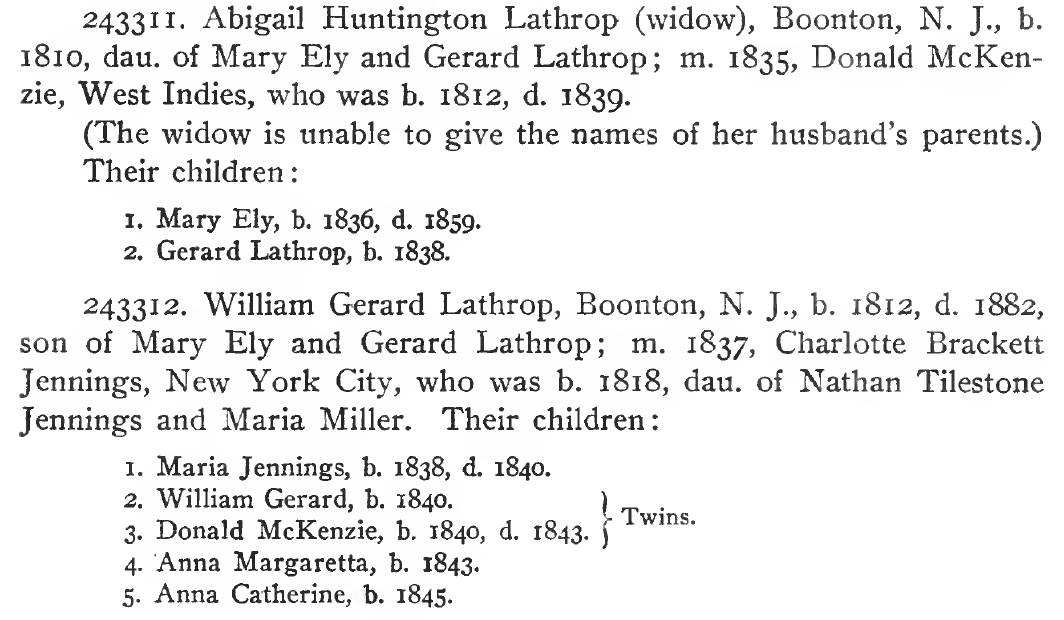 243311. Abigail Huntington Lathrop (widow), Boonton, N. J., b.
1810, dau. of Mary Ely and Gerard Lathrop; m. 1835, Donald McKen-
zie, West Indies, who was b. 1812, d. 1839.
(The widow is unable to give the names of her husband's parents.)
Their children:
1. Mary Ely, b. 1836, d. 1859.
2. Gerard Lathrop, b. 1838.
243312. William Gerard Lathrop, Boonton, N. J., b. 1812, d. 1882,
son of Mary Ely and Gerard Lathrop; m. 1837, Charlotte Brackett
Jennings, New York City, who was b. 1818, dau. of Nathan Tilestone
Jennings and Maria Miller. Their children:
1. Maria Jennings, b. 1838, d. 1840.
2. William Gerard, b. 1840.
3. Donald McKenzie, b. 1840, d. 1843. } Twins.
4. Anna Margaretta, b. 1843.
5. Anna Catherine, b. 1845.